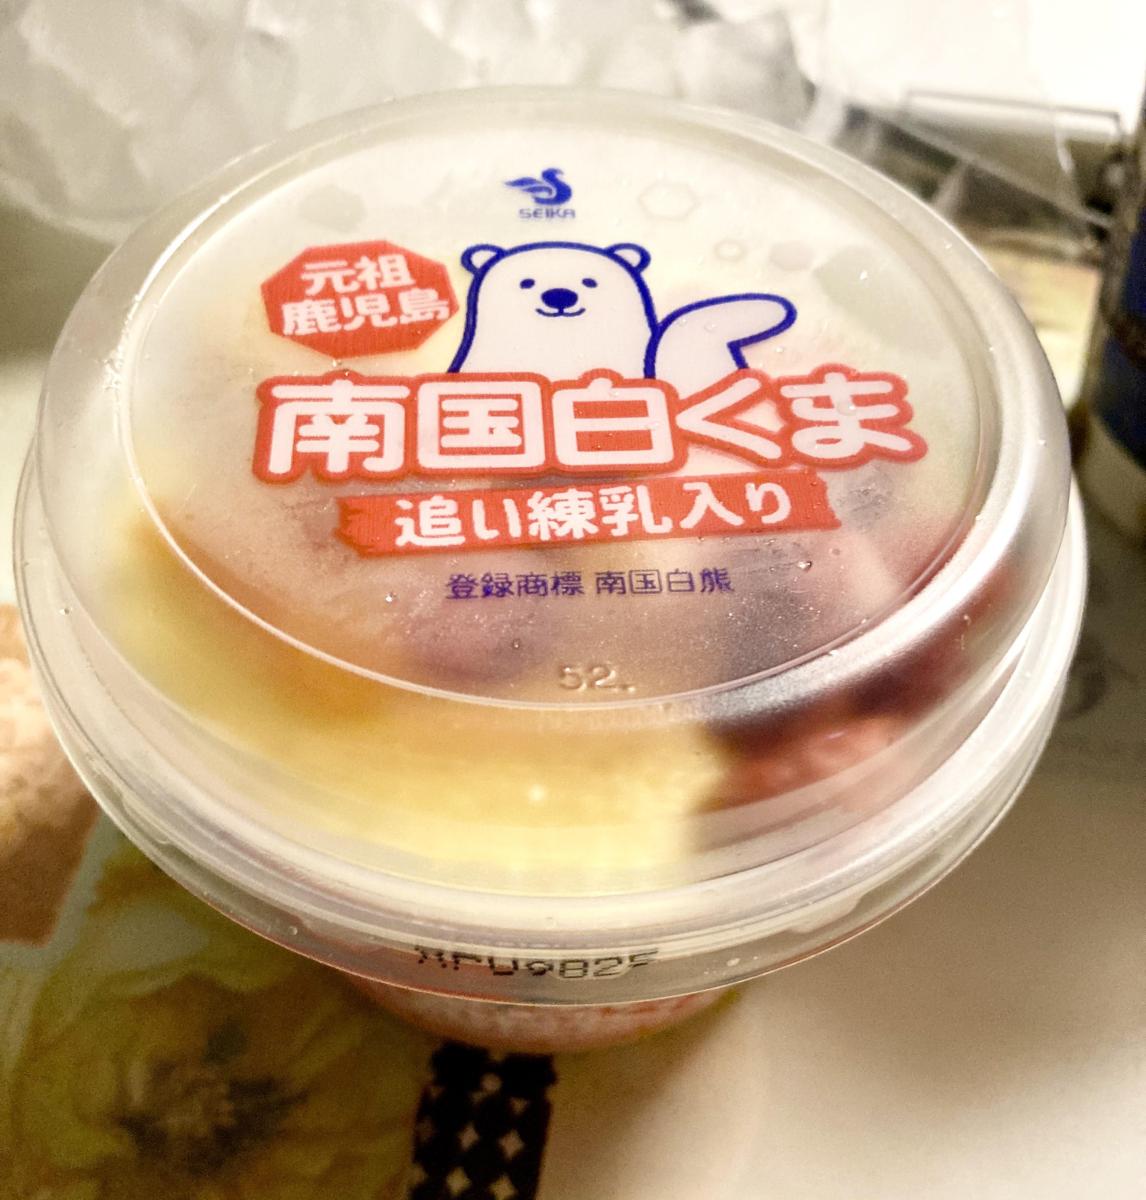 SEIKA
元祖
鹿児島
南国白くま
追い練乳入り
登録商標 南国白熊
52.